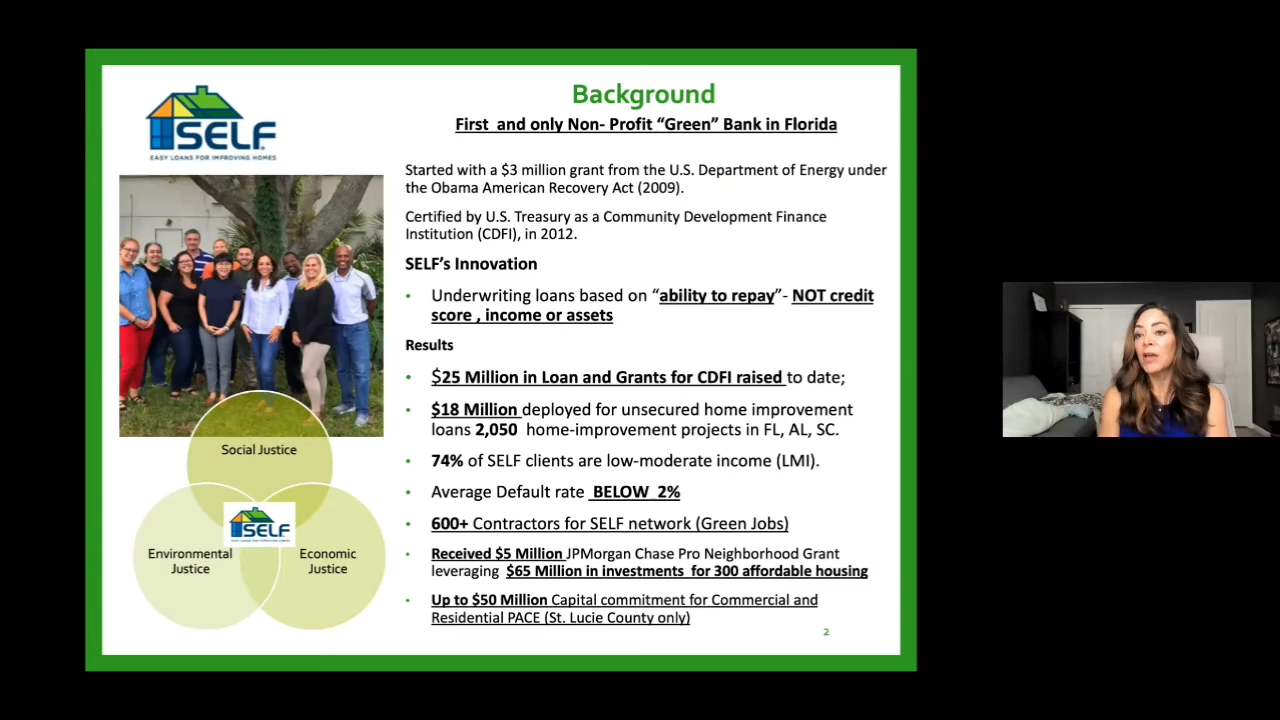 SELF
EASY LOANS FOR IMPROVING HOMES
Background
First and only Non- Profit “Green” Bank in Florida
Started with a $3 million grant from the U.S. Department of Energy under
the Obama American Recovery Act (2009).
Certified by U.S. Treasury as a Community Development Finance
Institution (CDFI), in 2012.
SELF’s Innovation
• Underwriting loans based on “ability to repay”- NOT credit
score , income or assets
Results
• $25 Million in Loan and Grants for CDFI raised to date;
• $18 Million deployed for unsecured home improvement
loans 2,050 home-improvement projects in FL, AL, SC.
• 74% of SELF clients are low-moderate income (LMI).
• Average Default rate BELOW 2%
• 600+ Contractors for SELF network (Green Jobs)
• Received $5 Million JPMorgan Chase Pro Neighborhood Grant
leveraging $65 Million in investments for 300 affordable housing
• Up to $50 Million Capital commitment for Commercial and
Residential PACE (St. Lucie County only)
2
Social Justice
SELF
EASY LOANS FOR IMPROVING HOMES
Environmental
Justice
Economic
Justice